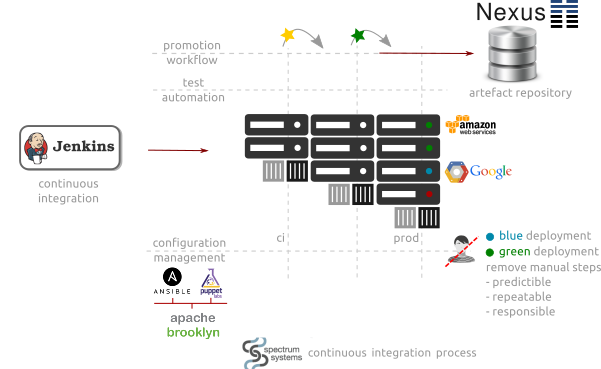 Nexus
promotion
workflow
test
automation
artefact repository
amazon
web services
Jenkins
Google
continuous
integration
configuration
management
ci
prod
blue deployment
green deployment
remove manual steps
- predictible
- repeatable
- responsible
A
ANSIBLE
puppet
labs
apache
brooklyn
spectrum
systems
continuous integration process